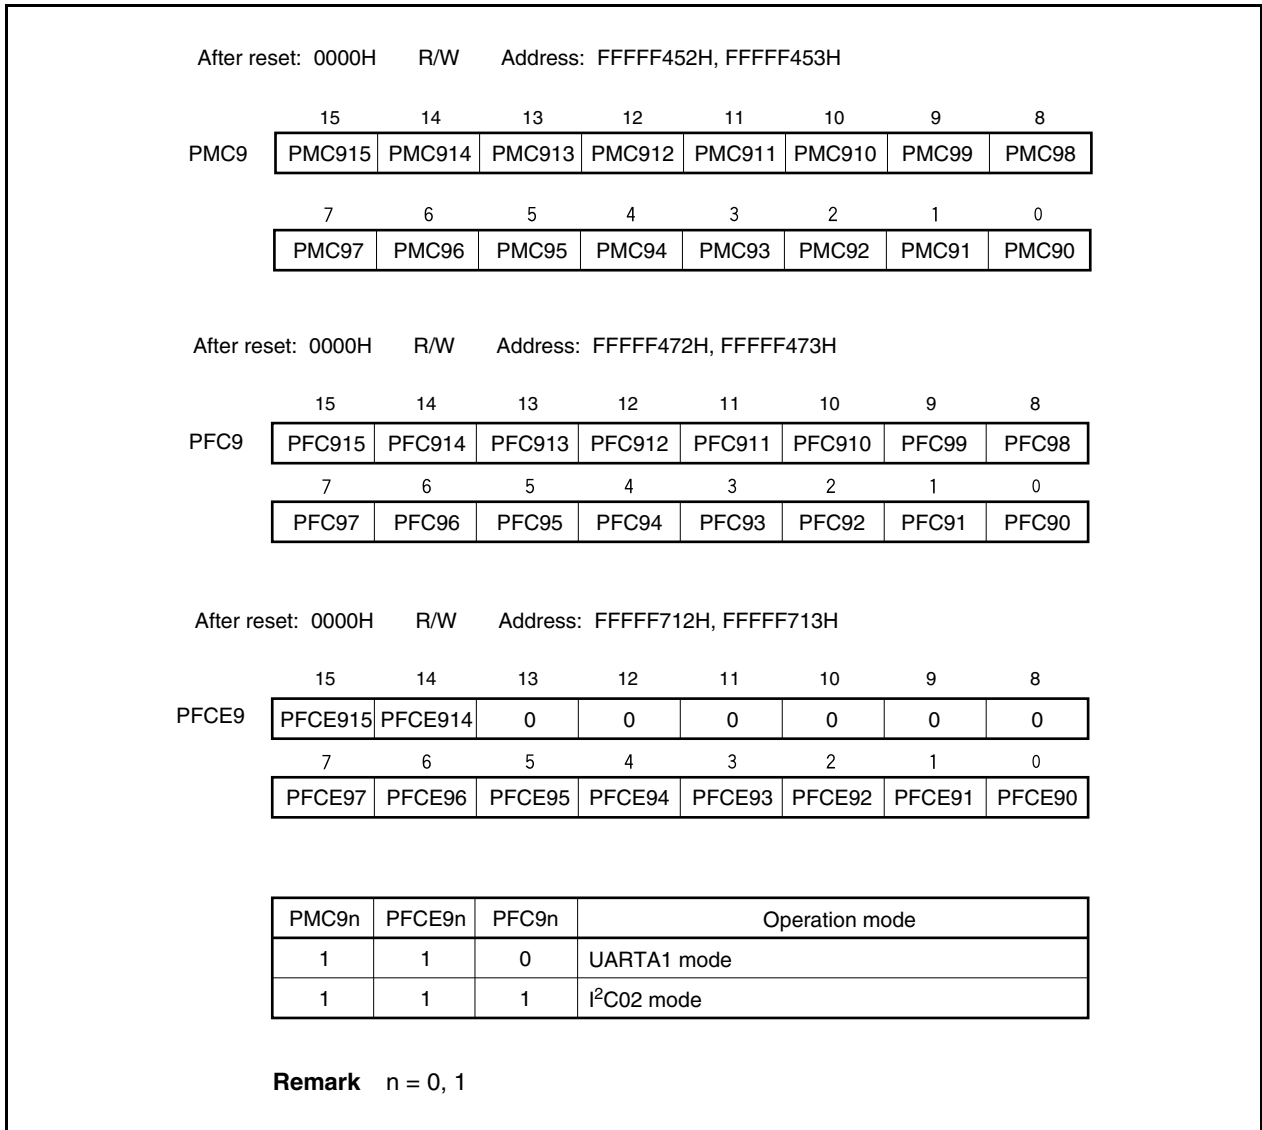 After reset: 0000H R/W Address: FFFFF452H, FFFFF453H
15 14 13 12 11 10 9 8
PMC9 PMC915 PMC914 PMC913 PMC912 PMC911 PMC910 PMC99 PMC98
7 6 5 4 3 2 1 0
PMC97 PMC96 PMC95 PMC94 PMC93 PMC92 PMC91 PMC90
After reset: 0000H R/W Address: FFFFF472H, FFFFF473H
15 14 13 12 11 10 9 8
PFC9 PFC915 PFC914 PFC913 PFC912 PFC911 PFC910 PFC99 PFC98
7 6 5 4 3 2 1 0
PFC97 PFC96 PFC95 PFC94 PFC93 PFC92 PFC91 PFC90
After reset: 0000H R/W Address: FFFFF712H, FFFFF713H
15 14 13 12 11 10 9 8
PFCE9 PFCE915 PFCE914 0 0 0 0 0 0
7 6 5 4 3 2 1 0
PFCE97 PFCE96 PFCE95 PFCE94 PFCE93 PFCE92 PFCE91 PFCE90
PMC9n PFCE9n PFC9n Operation mode
1 1 0 UARTA1 mode
1 1 1 I²C02 mode
Remark n = 0, 1